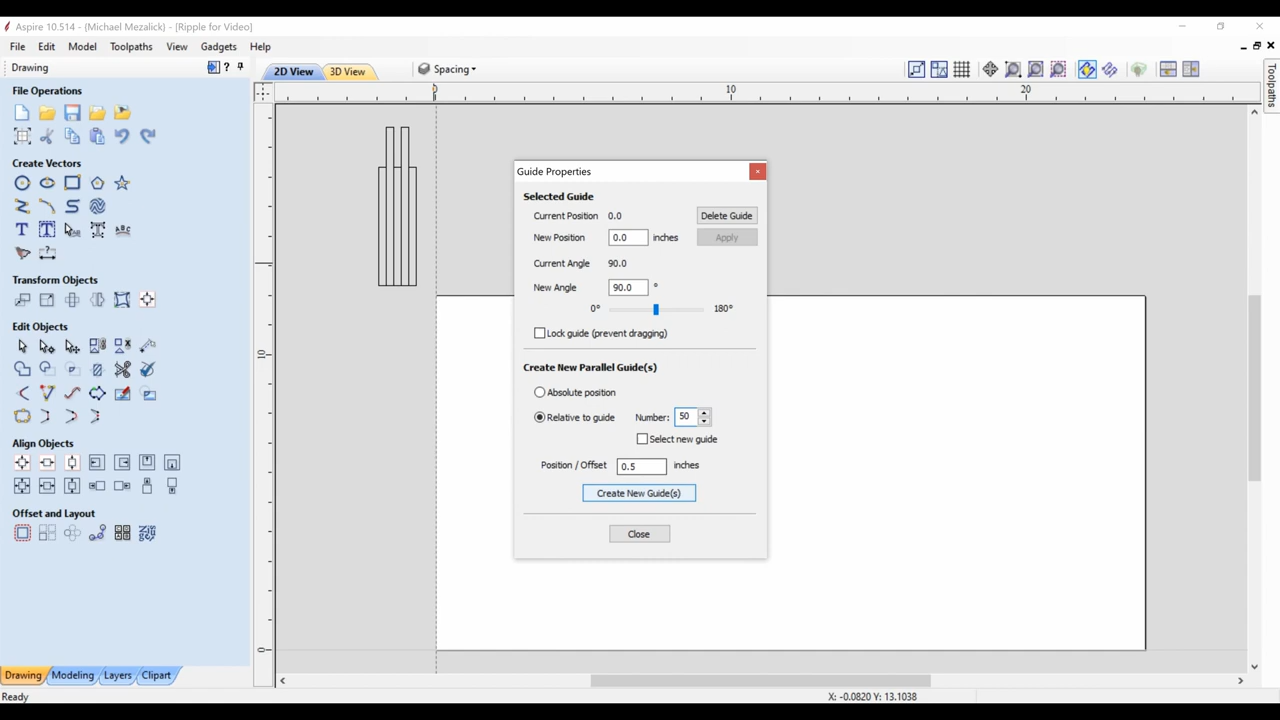 Aspire 10.514 - (Michael Mezalick) - [Ripple for Video]
File Edit Model Toolpaths View Gadgets Help
Drawing
2D View 3D View Spacing
Toolpaths
0 10 20
File Operations
Create Vectors
Transform Objects
Edit Objects
Align Objects
Offset and Layout
10
0
Guide Properties
Selected Guide
Current Position 0.0 Delete Guide
New Position 0.0 inches Apply
Current Angle 90.0
New Angle 90.0 °
0° 180°
Lock guide (prevent dragging)
Create New Parallel Guide(s)
Absolute position
Relative to guide Number: 50
Select new guide
Position / Offset 0.5 inches
Create New Guide(s)
Close
Drawing Modeling Layers Clipart
Ready X: -0.0820 Y: 13.1038